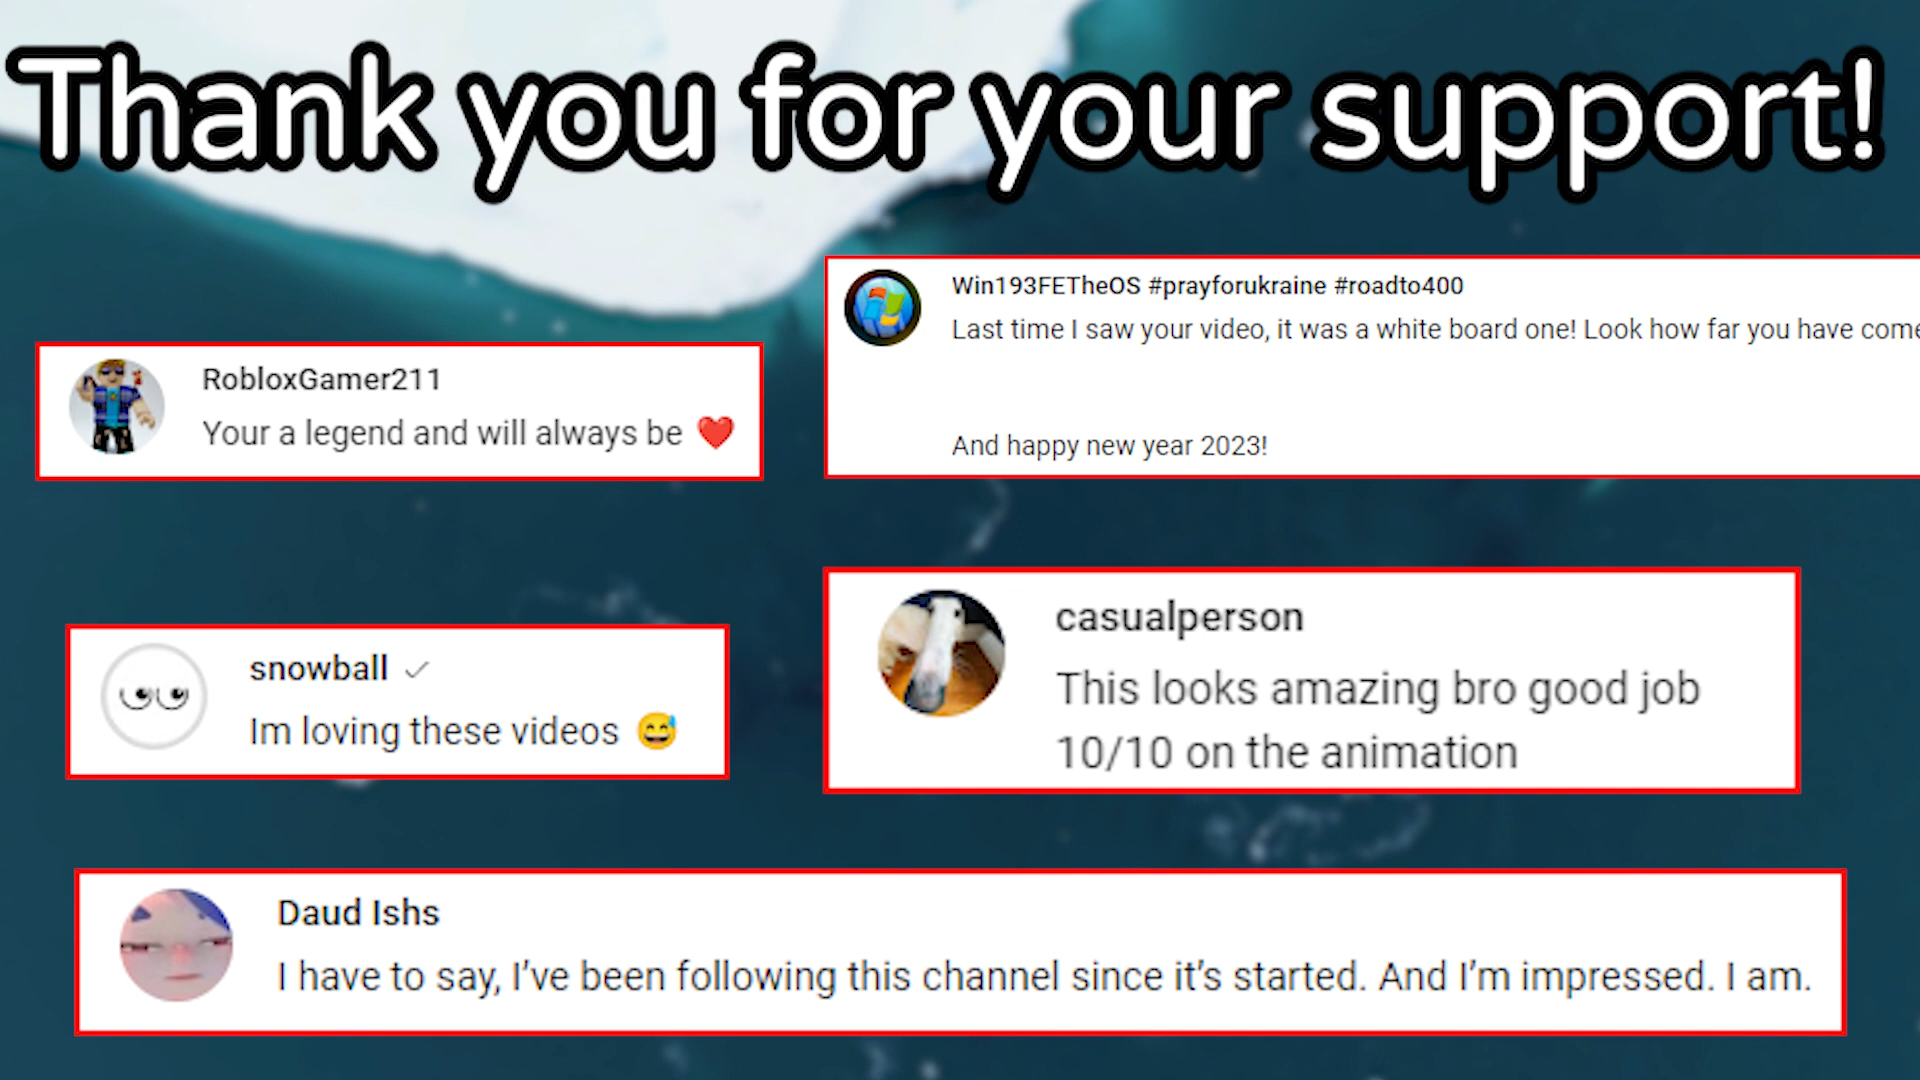 Thank you for your support!
Win193FETheOS #prayforukraine #roadto400
Last time I saw your video, it was a white board one! Look how far you have come
And happy new year 2023!
RobloxGamer211
Your a legend and will always be ❤️
snowball ✓
Im loving these videos 😅
casualperson
This looks amazing bro good job
10/10 on the animation
Daud Ishs
I have to say, I’ve been following this channel since it’s started. And I’m impressed. I am.